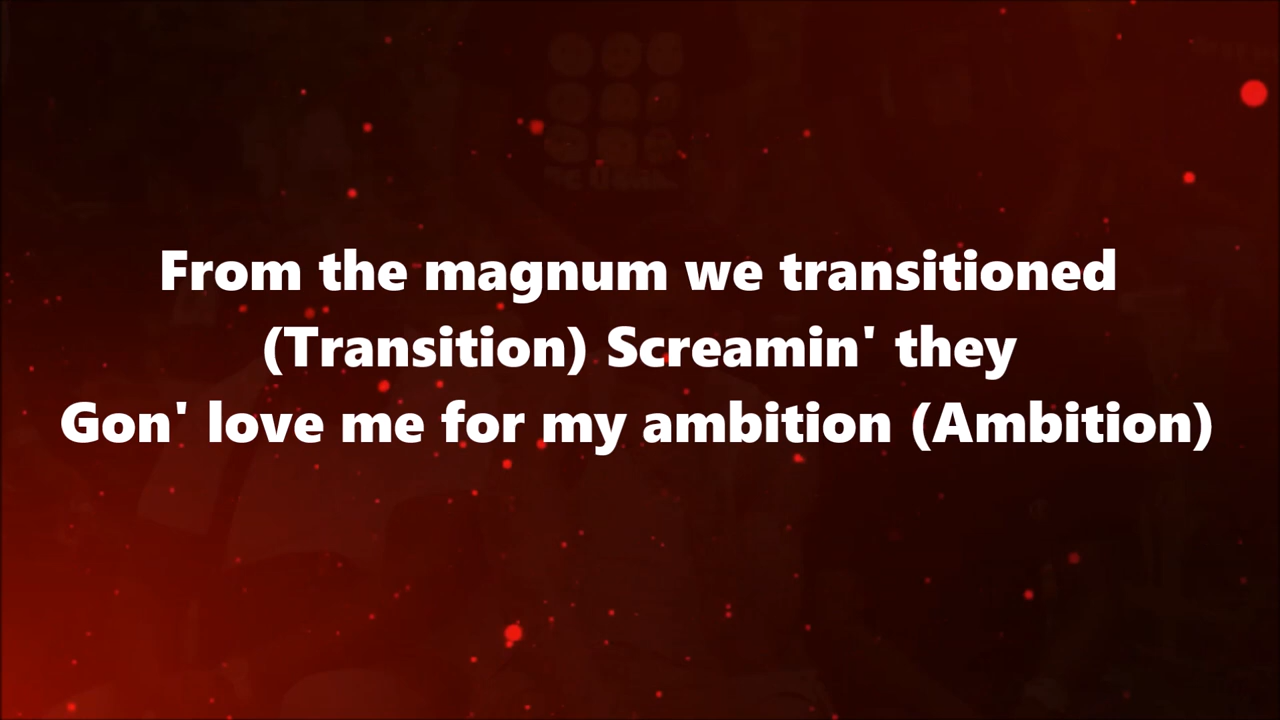 From the magnum we transitioned
(Transition) Screamin' they
Gon' love me for my ambition (Ambition)